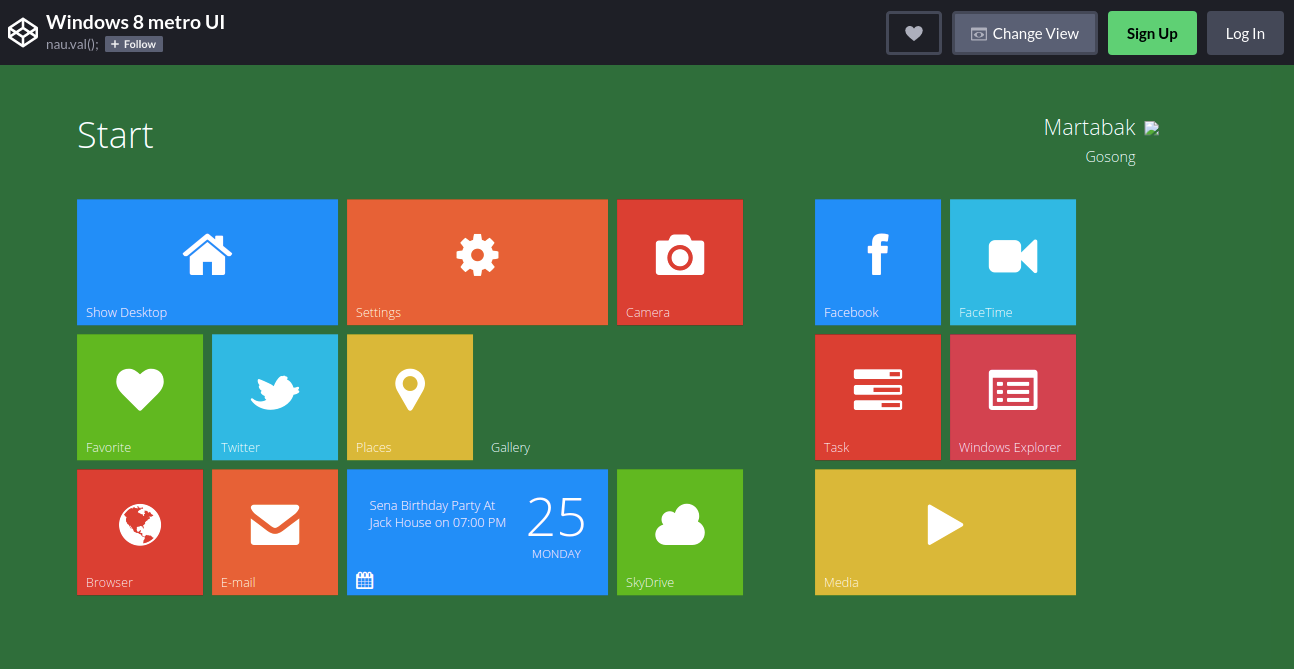 Windows 8 metro UI
nau.val(); + Follow
Change View
Sign Up
Log In
Start
Martabak
Gosong
Show Desktop
Settings
Camera
Facebook
FaceTime
Favorite
Twitter
Places
Gallery
Task
Windows Explorer
Browser
E-mail
Sena Birthday Party At
Jack House on 07:00 PM
25
MONDAY
SkyDrive
Media